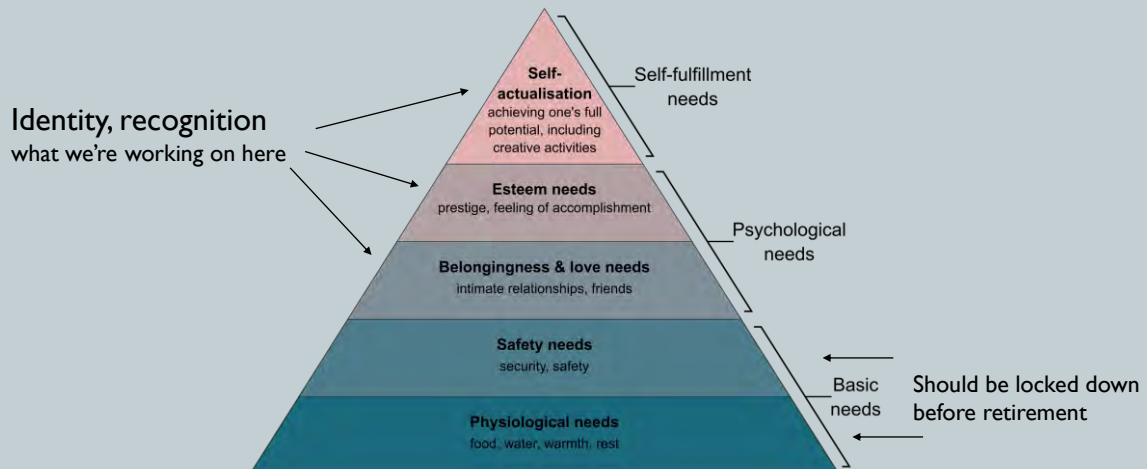 Self-
actualisation
achieving one's full
potential, including
creative activities
Self-fulfillment
needs
Identity, recognition
what we're working on here
Esteem needs
prestige, feeling of accomplishment
Psychological
needs
Belongingness & love needs
intimate relationships, friends
Safety needs
security, safety
Basic
needs
Should be locked down
before retirement
Physiological needs
food, water, warmth, rest